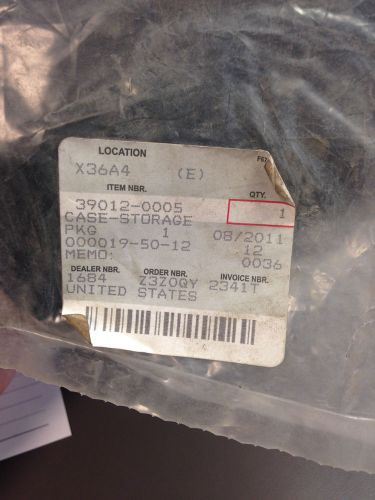 LOCATION
X36A4 (E)
ITEM NBR. QTY.
39012-0005 1
CASE-STORAGE
PKG 1 08/2011
000019-50-12 12
MEMO: 0036
DEALER NBR. ORDER NBR. INVOICE NBR.
1684 Z3Z0QY 2341T
UNITED STATES